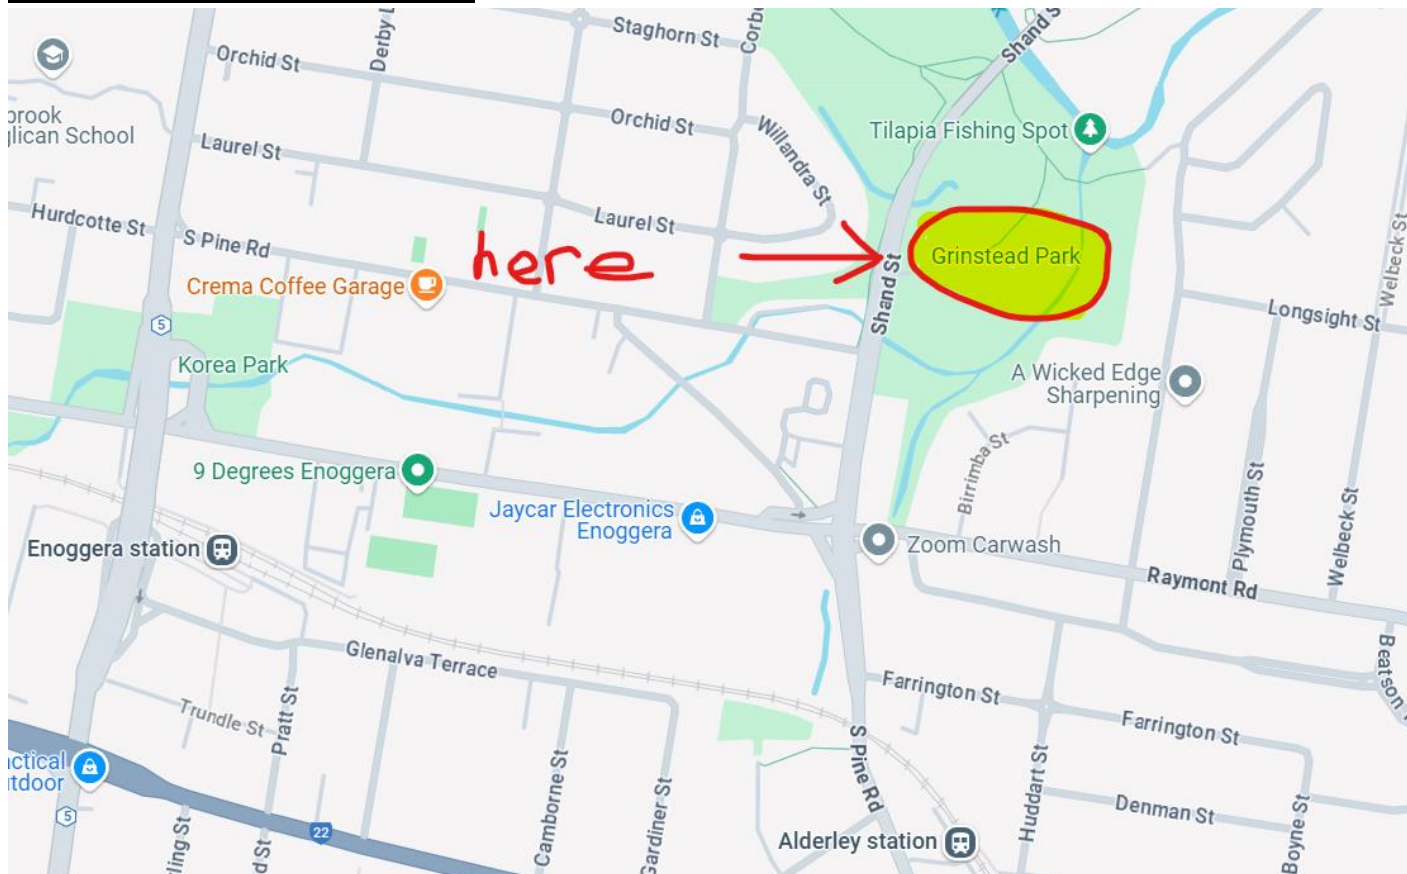 Staghorn St
Corb
Shand S
Orchid St
Derby L
brook
glican School
Orchid St
Willandra St
Tilapia Fishing Spot
Laurel St
Hurdcotte St
S Pine Rd
Laurel St
here
Grinstead Park
Welbeck St
Crema Coffee Garage
Shand St
Longsight St
5
Korea Park
A Wicked Edge
Sharpening
9 Degrees Enoggera
Birrimba St
Plymouth St
Welbeck St
Jaycar Electronics
Enoggera
Enoggera station
Zoom Carwash
Raymont Rd
Glenalva Terrace
Beatson
Farrington St
Trundle St
Pratt St
Farrington St
S Pine Rd
actical
utdoor
Camborne St
Gardiner St
Huddart St
Denman St
Boyne St
5
22
Alderley station
ling St
d St